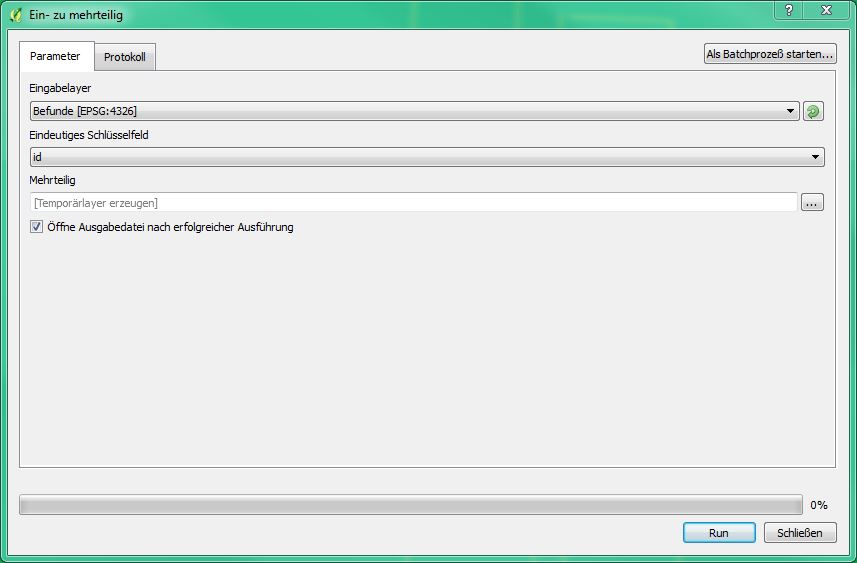 Ein- zu mehrteilig
?
Parameter
Protokoll
Als Batchprozeß starten...
Eingabelayer
Befunde [EPSG:4326]
Eindeutiges Schlüsselfeld
id
Mehrteilig
[Temporärlayer erzeugen]
...
Öffne Ausgabedatei nach erfolgreicher Ausführung
0%
Run
Schließen